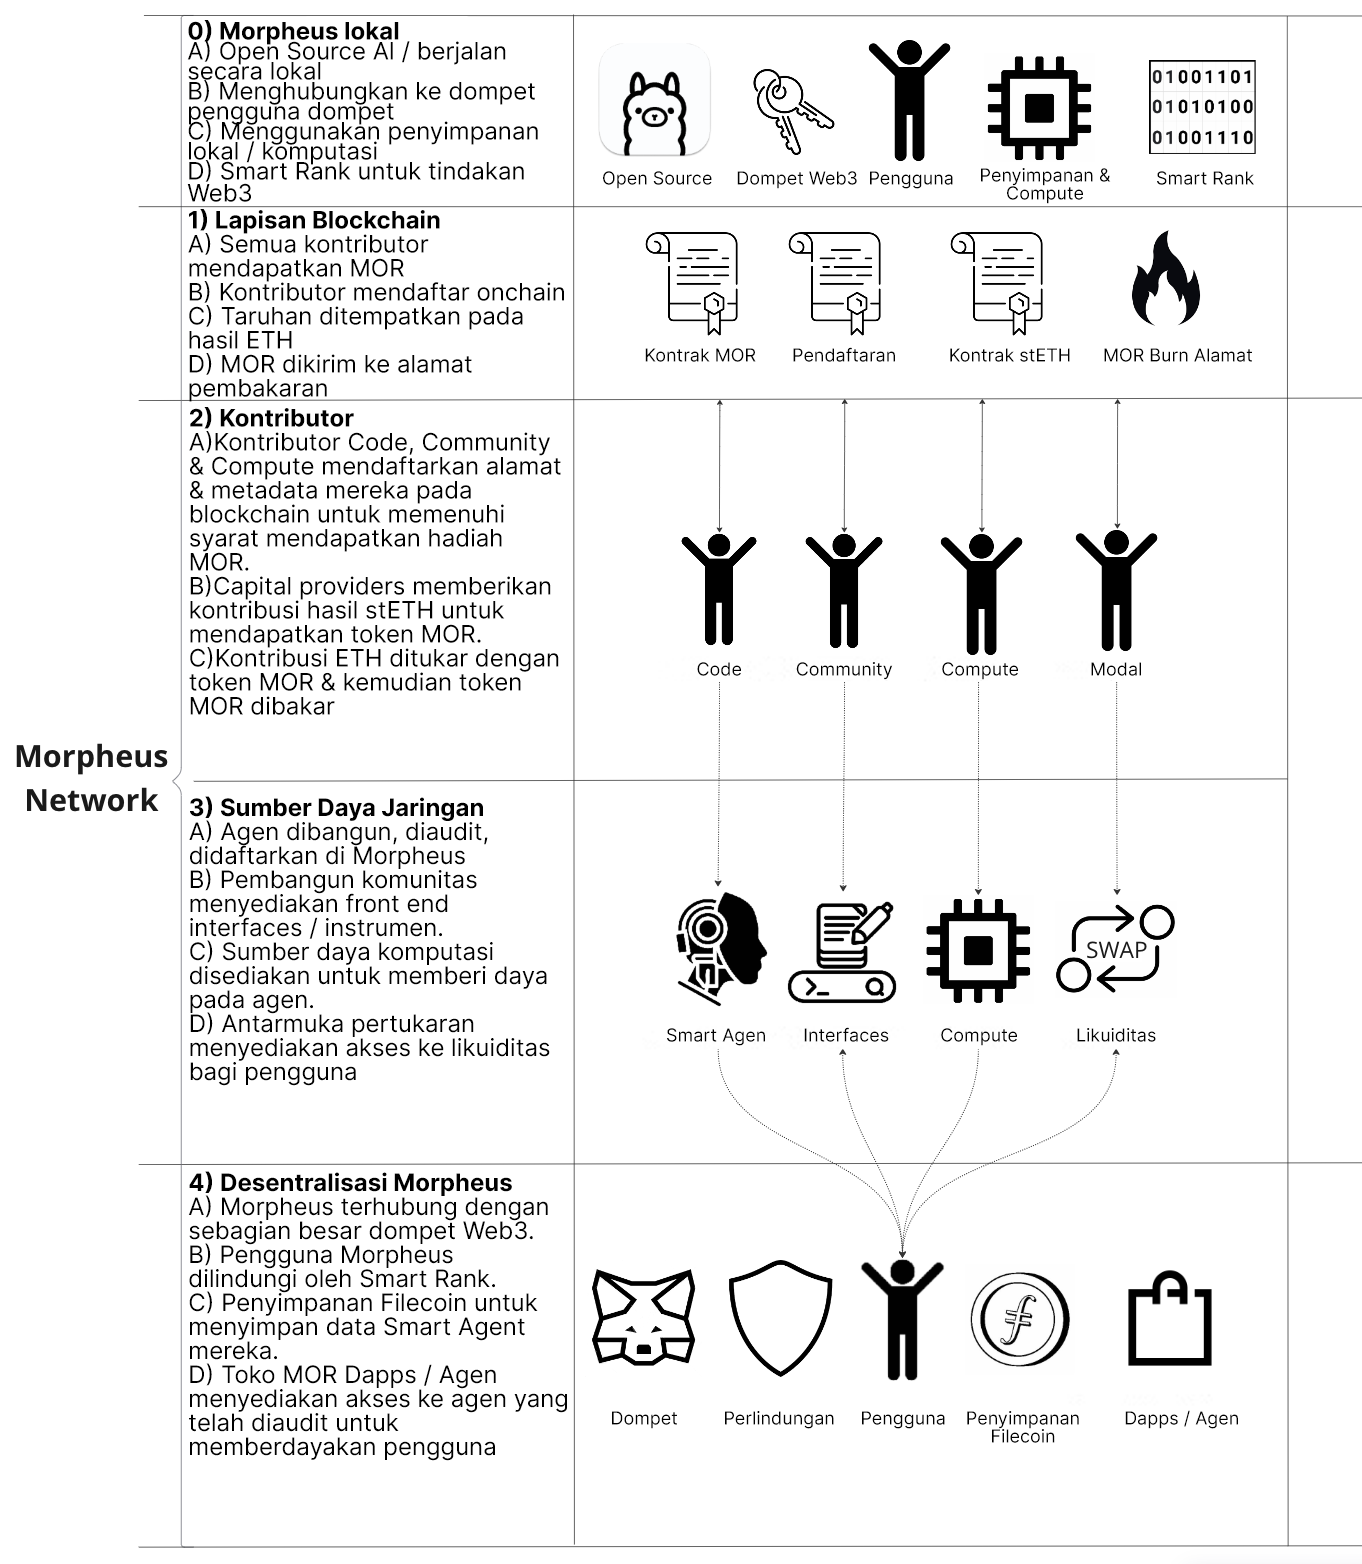 0) Morpheus lokal
A) Open Source AI / berjalan
secara lokal
B) Menghubungkan ke dompet
pengguna dompet
C) Menggunakan penyimpanan
lokal / komputasi
D) Smart Rank untuk tindakan
Web3
01001101
01010100
01001110
Open Source
Dompet Web3
Pengguna
Penyimpanan &
Compute
Smart Rank
1) Lapisan Blockchain
A) Semua kontributor
mendapatkan MOR
B) Kontributor mendaftar onchain
C) Taruhan ditempatkan pada
hasil ETH
D) MOR dikirim ke alamat
pembakaran
Kontrak MOR
Pendaftaran
Kontrak stETH
MOR Burn Alamat
2) Kontributor
A)Kontributor Code, Community
& Compute mendaftarkan alamat
& metadata mereka pada
blockchain untuk memenuhi
syarat mendapatkan hadiah
MOR.
B)Capital providers memberikan
kontribusi hasil stETH untuk
mendapatkan token MOR.
C)Kontribusi ETH ditukar dengan
token MOR & kemudian token
MOR dibakar
Code
Community
Compute
Modal
Morpheus
Network
3) Sumber Daya Jaringan
A) Agen dibangun, diaudit,
didaftarkan di Morpheus
B) Pembangun komunitas
menyediakan front end
interfaces / instrumen.
C) Sumber daya komputasi
disediakan untuk memberi daya
pada agen.
D) Antarmuka pertukaran
menyediakan akses ke likuiditas
bagi pengguna
SWAP
Smart Agen
Interfaces
Compute
Likuiditas
4) Desentralisasi Morpheus
A) Morpheus terhubung dengan
sebagian besar dompet Web3.
B) Pengguna Morpheus
dilindungi oleh Smart Rank.
C) Penyimpanan Filecoin untuk
menyimpan data Smart Agent
mereka.
D) Toko MOR Dapps / Agen
menyediakan akses ke agen yang
telah diaudit untuk
memberdayakan pengguna
Dompet
Perlindungan
Pengguna
Penyimpanan
Filecoin
Dapps / Agen